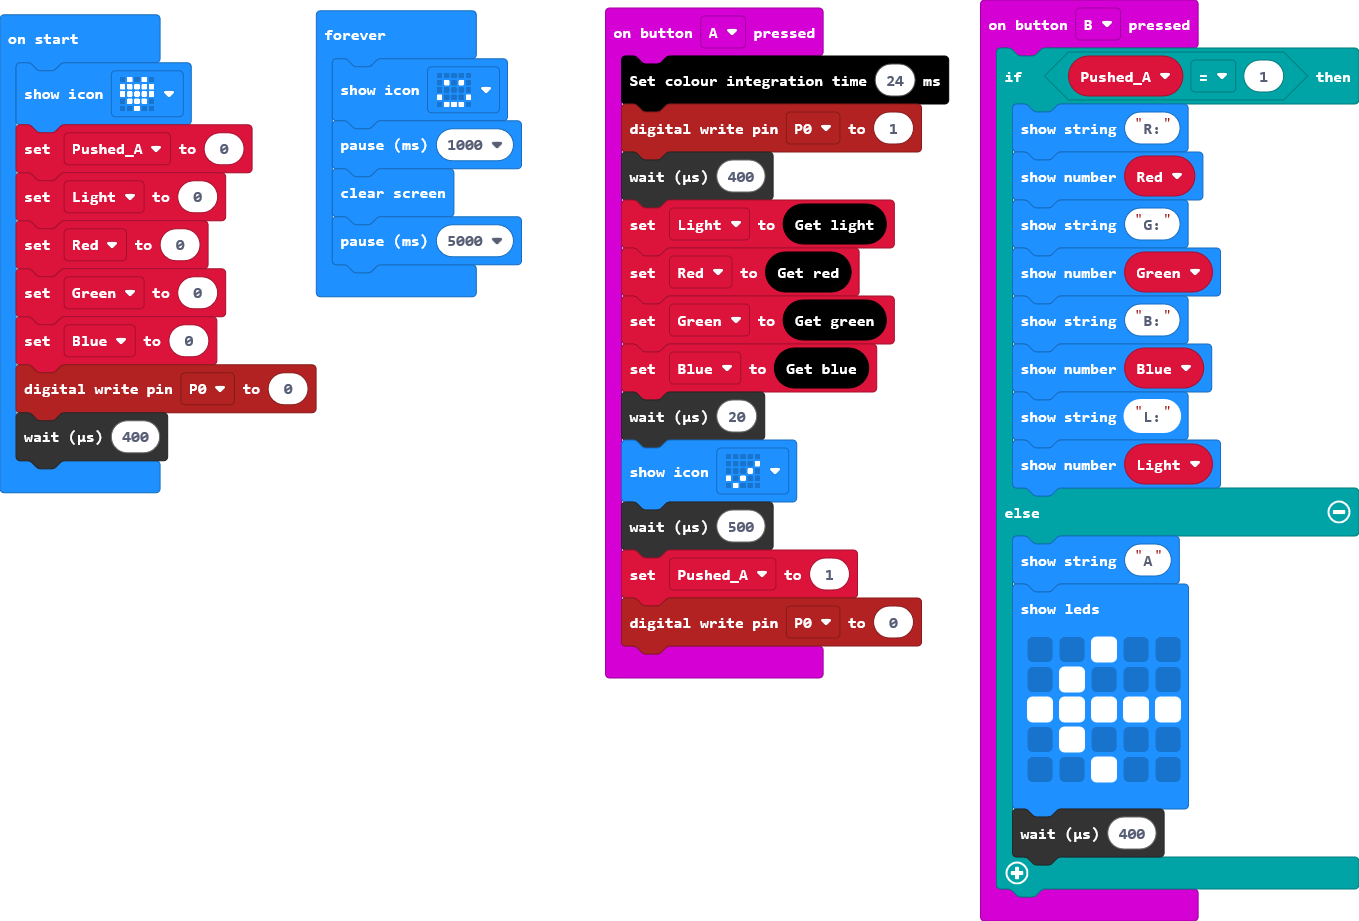 on start
show icon
set Pushed_A to 0
set Light to 0
set Red to 0
set Green to 0
set Blue to 0
digital write pin P0 to 0
wait (µs) 400
forever
show icon
pause (ms) 1000
clear screen
pause (ms) 5000
on button A pressed
Set colour integration time 24 ms
digital write pin P0 to 1
wait (µs) 400
set Light to Get light
set Red to Get red
set Green to Get green
set Blue to Get blue
wait (µs) 20
show icon
wait (µs) 500
set Pushed_A to 1
digital write pin P0 to 0
on button B pressed
if Pushed_A = 1 then
show string "R:"
show number Red
show string "G:"
show number Green
show string "B:"
show number Blue
show string "L:"
show number Light
else
show string "A"
show leds
wait (µs) 400